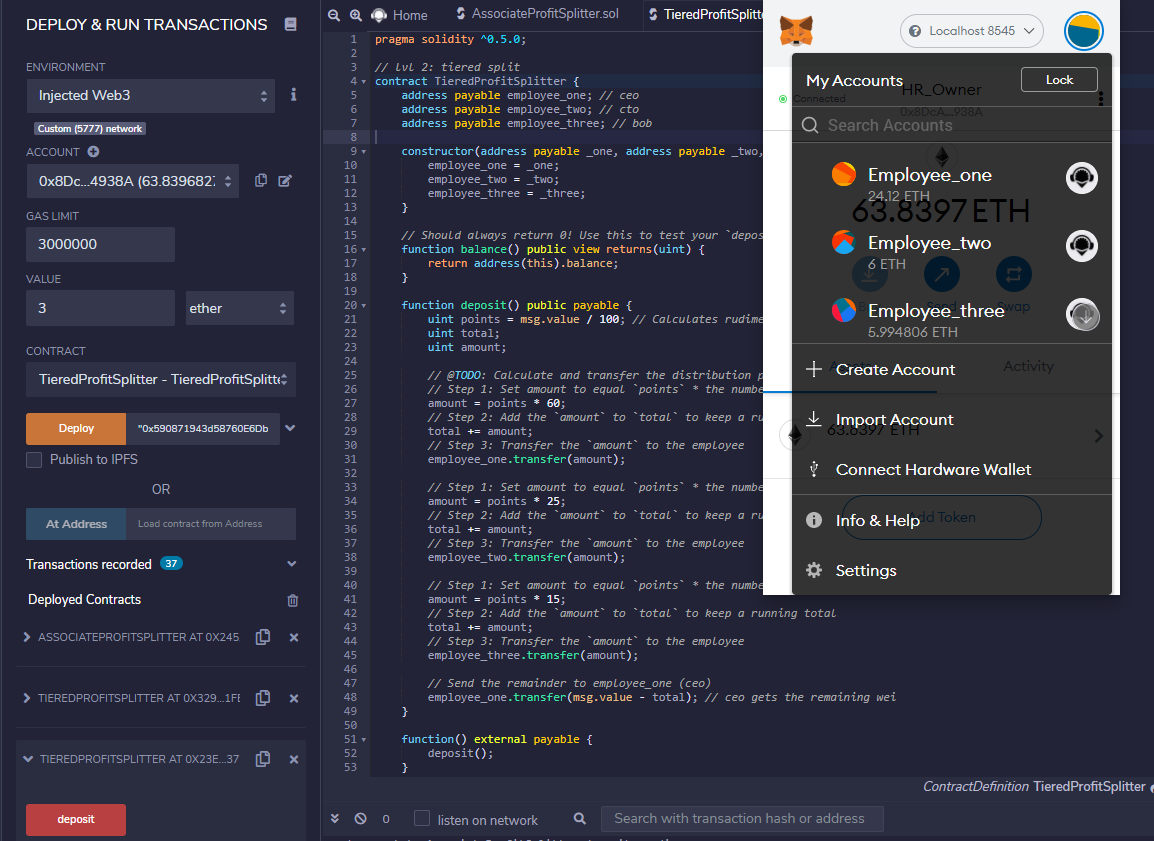 DEPLOY & RUN TRANSACTIONS
ENVIRONMENT
Injected Web3
Custom (5777) network
ACCOUNT
0x8Dc...4938A (63.839682
GAS LIMIT
3000000
VALUE
3
ether
CONTRACT
TieredProfitSplitter - TieredProfitSplitte
Deploy
"0x590871943d58760E6Db
Publish to IPFS
OR
At Address
Load contract from Address
Transactions recorded 37
Deployed Contracts
ASSOCIATEPROFITSPLITTER AT 0X245
TIEREDPROFITSPLITTER AT 0X329...1FE
TIEREDPROFITSPLITTER AT 0X23E...37
deposit
Home
AssociateProfitSplitter.sol
TieredProfitSplitt
1 pragma solidity ^0.5.0;
2
3 // lvl 2: tiered split
4 contract TieredProfitSplitter {
5 address payable employee_one; // ceo
6 address payable employee_two; // cto
7 address payable employee_three; // bob
8
9 constructor(address payable _one, address payable _two,
10 employee_one = _one;
11 employee_two = _two;
12 employee_three = _three;
13 }
14
15 // Should always return 0! Use this to test your `depos
16 function balance() public view returns(uint) {
17 return address(this).balance;
18 }
19
20 function deposit() public payable {
21 uint points = msg.value / 100; // Calculates rudime
22 uint total;
23 uint amount;
24
25 // @TODO: Calculate and transfer the distribution p
26 // Step 1: Set amount to equal `points` * the numbe
27 amount = points * 60;
28 // Step 2: Add the `amount` to `total` to keep a ru
29 total += amount;
30 // Step 3: Transfer the `amount` to the employee
31 employee_one.transfer(amount);
32
33 // Step 1: Set amount to equal `points` * the numbe
34 amount = points * 25;
35 // Step 2: Add the `amount` to `total` to keep a ru
36 total += amount;
37 // Step 3: Transfer the `amount` to the employee
38 employee_two.transfer(amount);
39
40 // Step 1: Set amount to equal `points` * the numbe
41 amount = points * 15;
42 // Step 2: Add the `amount` to `total` to keep a running total
43 total += amount;
44 // Step 3: Transfer the `amount` to the employee
45 employee_three.transfer(amount);
46
47 // Send the remainder to employee_one (ceo)
48 employee_one.transfer(msg.value - total); // ceo gets the remaining wei
49 }
50
51 function() external payable {
52 deposit();
53 }
ContractDefinition TieredProfitSplitter
0
listen on network
Search with transaction hash or address
Localhost 8545
My Accounts
Lock
Connected
HR_Owner
0x8DcA...938A
Search Accounts
Employee_one
24.12 ETH
63.8397 ETH
Employee_two
6 ETH
Send
Swap
Employee_three
5.994806 ETH
Create Account
Activity
Import Account
63.8397 ETH
Connect Hardware Wallet
Info & Help
Add Token
Settings